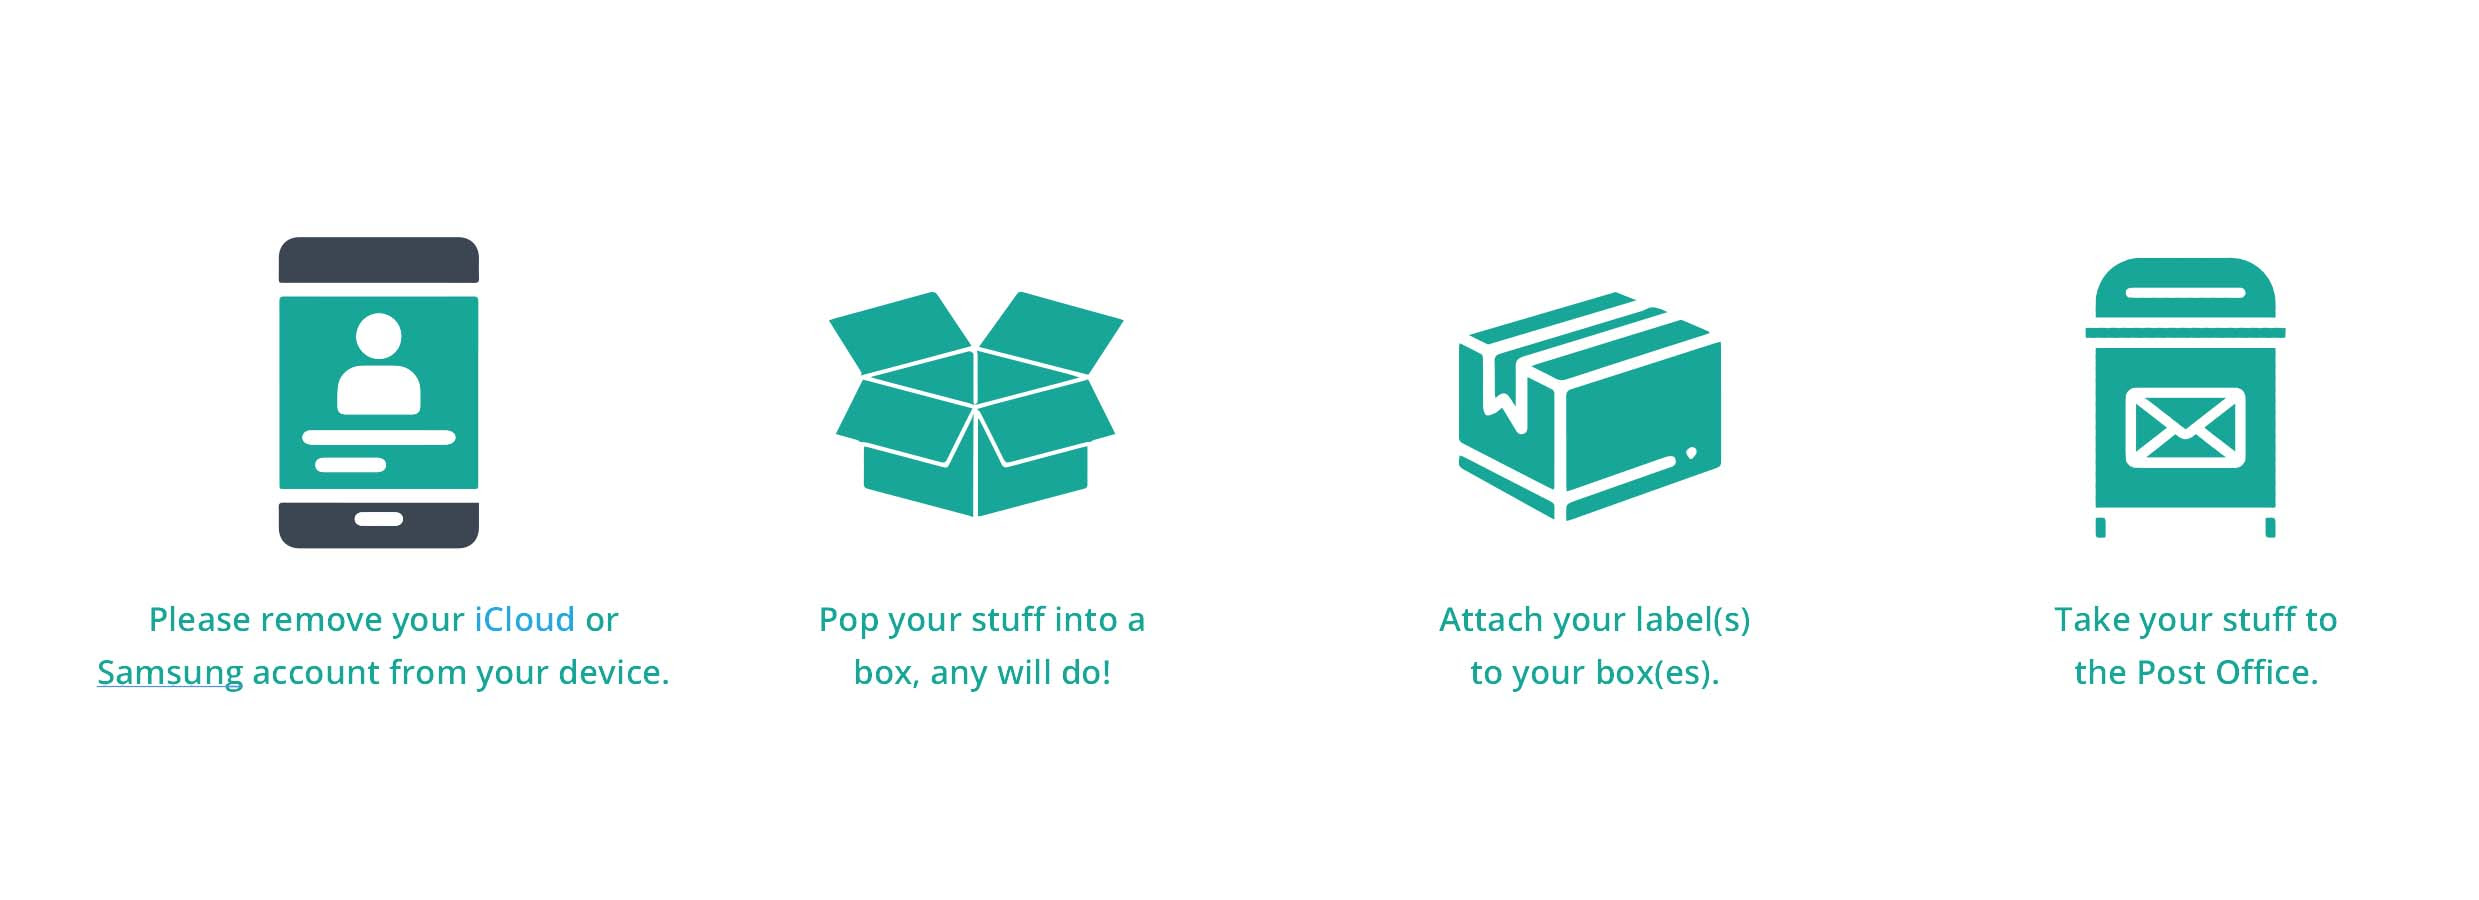 Please remove your iCloud or
Samsung account from your device.
Pop your stuff into a
box, any will do!
Attach your label(s)
to your box(es).
Take your stuff to
the Post Office.